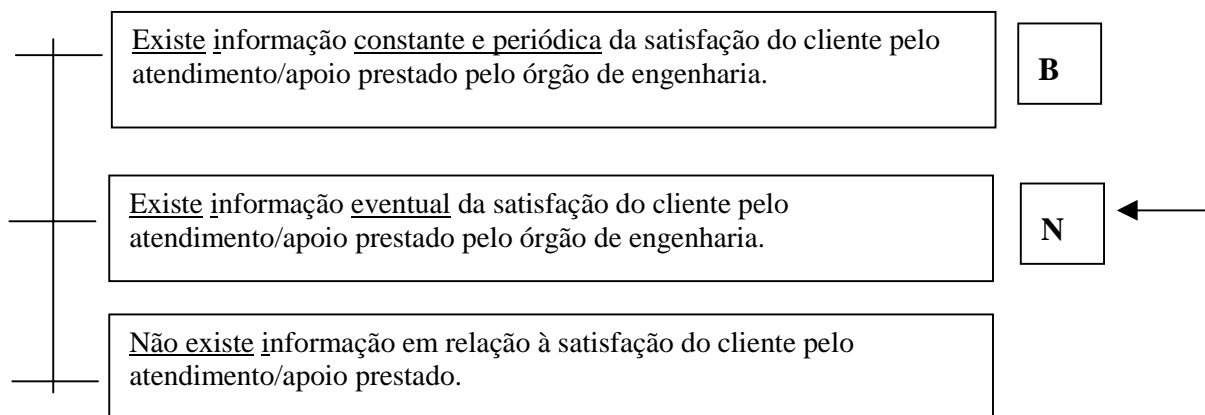 Existe informação constante e periódica da satisfação do cliente pelo
atendimento/apoio prestado pelo órgão de engenharia.
B
Existe informação eventual da satisfação do cliente pelo
atendimento/apoio prestado pelo órgão de engenharia.
N
Não existe informação em relação à satisfação do cliente pelo
atendimento/apoio prestado.